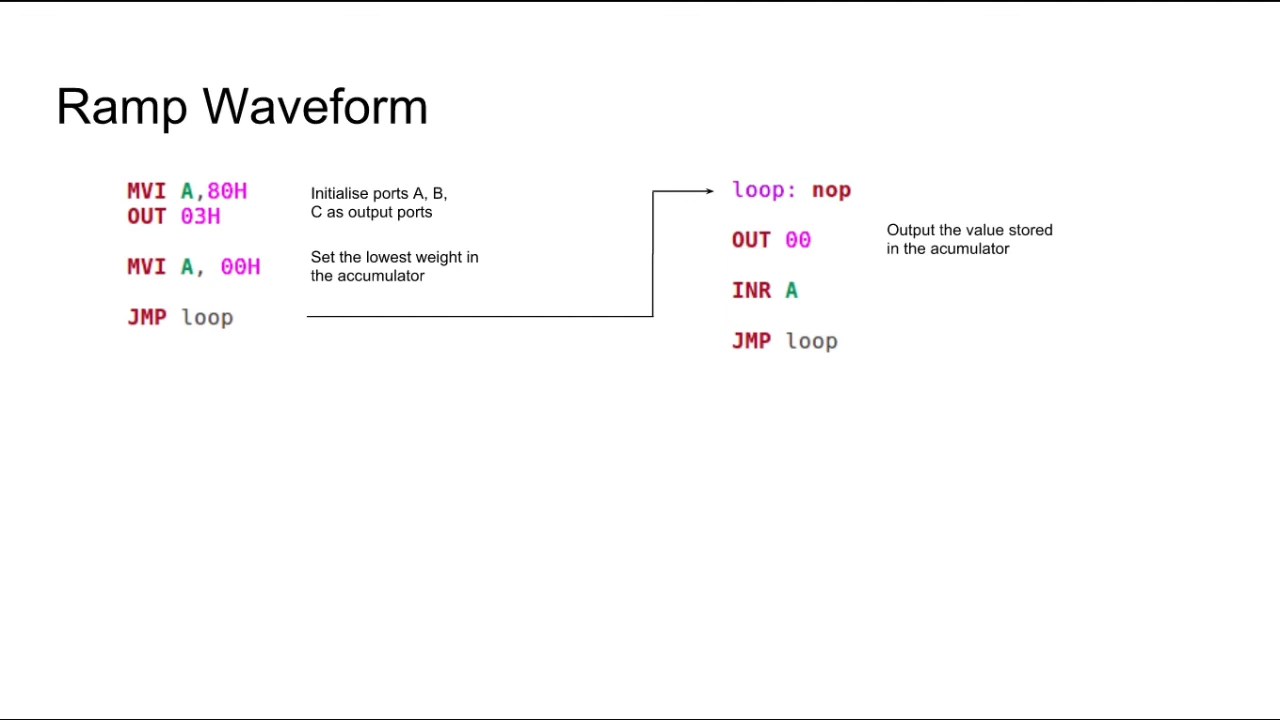 Ramp Waveform
MVI A,80H
OUT 03H
Initialise ports A, B,
C as output ports
MVI A, 00H
Set the lowest weight in
the accumulator
JMP loop
loop: nop
OUT 00
Output the value stored
in the acumulator
INR A
JMP loop